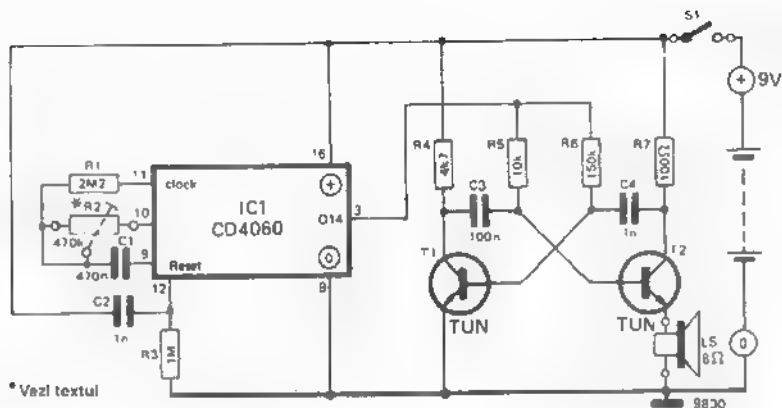 S1
9V
R1
2M2
11
clock
16
IC1
CD4060
Q14
3
R4
4k7
R5
10k
R6
150k
R7
100Ω
*R2
470k
10
C1
470n
9
Reset
12
8
C2
1n
R3
1M
C3
100n
C4
1n
T1
TUN
T2
TUN
LS
8Ω
0
* Vezi textul
9800